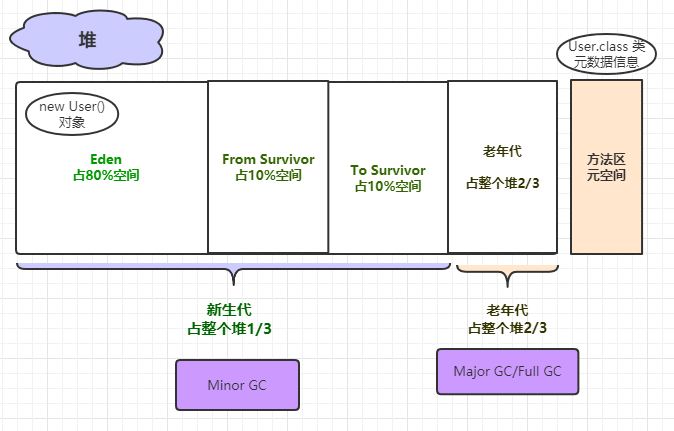 堆
User.class 类
元数据信息
new User()
对象
Eden
占80%空间
From Survivor
占10%空间
To Survivor
占10%空间
老年代
占整个堆2/3
方法区
元空间
新生代
占整个堆1/3
老年代
占整个堆2/3
Minor GC
Major GC/Full GC